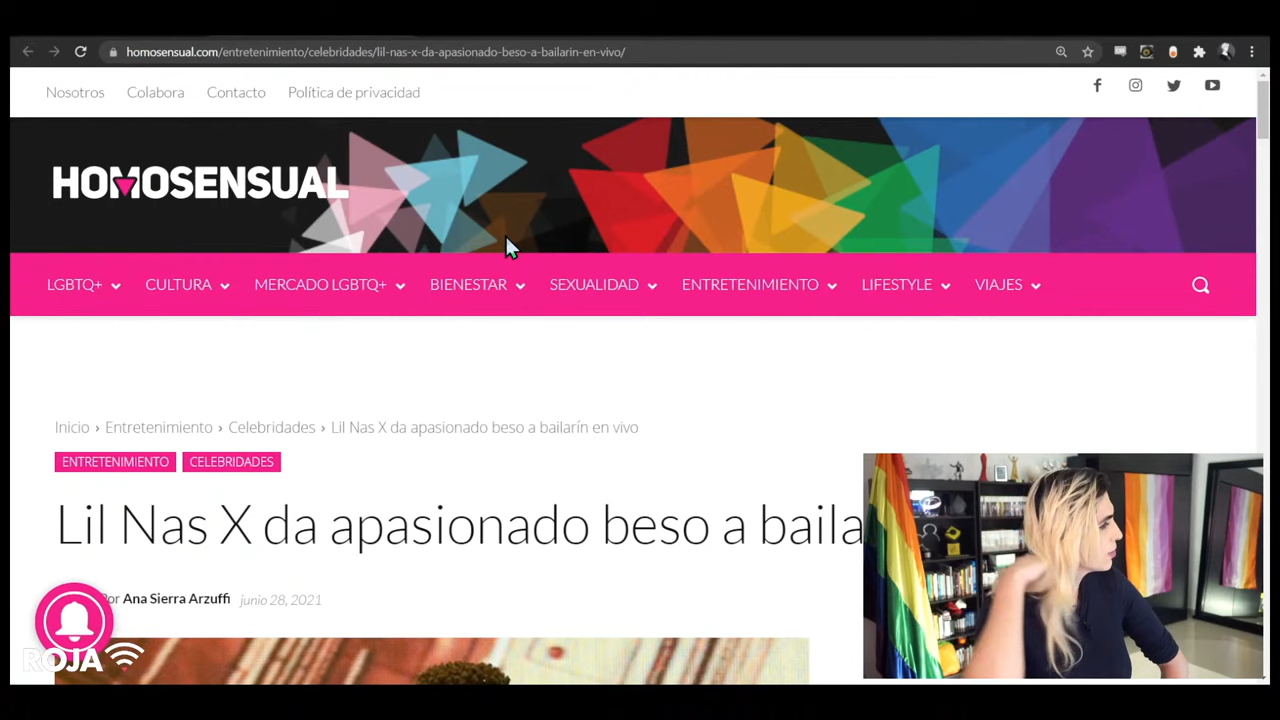 homosensual.com/entretenimiento/celebridades/lil-nas-x-da-apasionado-beso-a-bailarin-en-vivo/
Nosotros Colabora Contacto Política de privacidad
HOMOSENSUAL
LGBTQ+ CULTURA MERCADO LGBTQ+ BIENESTAR SEXUALIDAD ENTRETENIMIENTO LIFESTYLE VIAJES
Inicio › Entretenimiento › Celebridades › Lil Nas X da apasionado beso a bailarín en vivo
ENTRETENIMIENTO CELEBRIDADES
Lil Nas X da apasionado beso a baila
Por Ana Sierra Arzuffi junio 28, 2021
ROJA